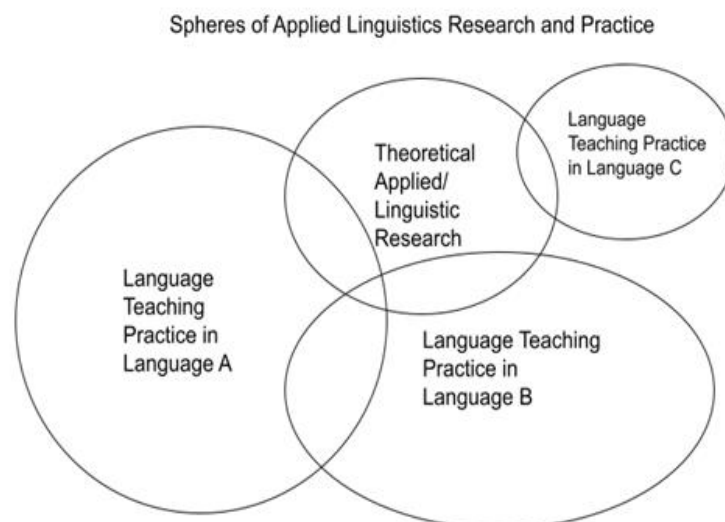 Spheres of Applied Linguistics Research and Practice
Language
Teaching Practice
in Language C
Theoretical
Applied/
Linguistic
Research
Language
Teaching
Practice in
Language A
Language Teaching
Practice in
Language B